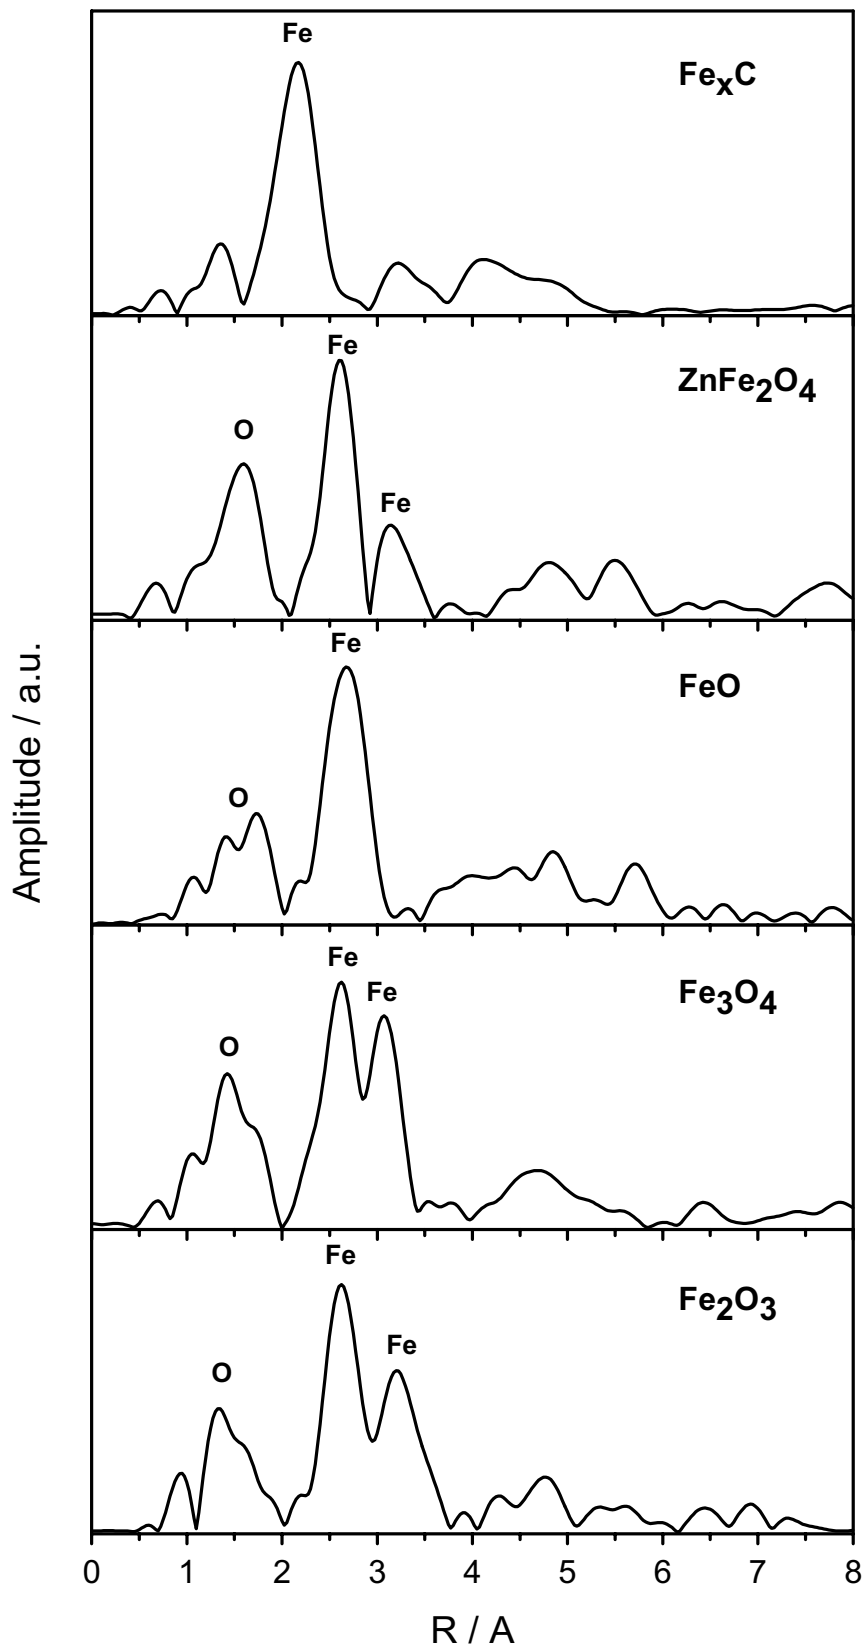 Fe
FeₓC
Fe
ZnFe₂O₄
O
Fe
Fe
FeO
O
Fe
Fe
Fe₃O₄
O
Fe
Fe₂O₃
Fe
O
Amplitude / a.u.
0 1 2 3 4 5 6 7 8
R / A